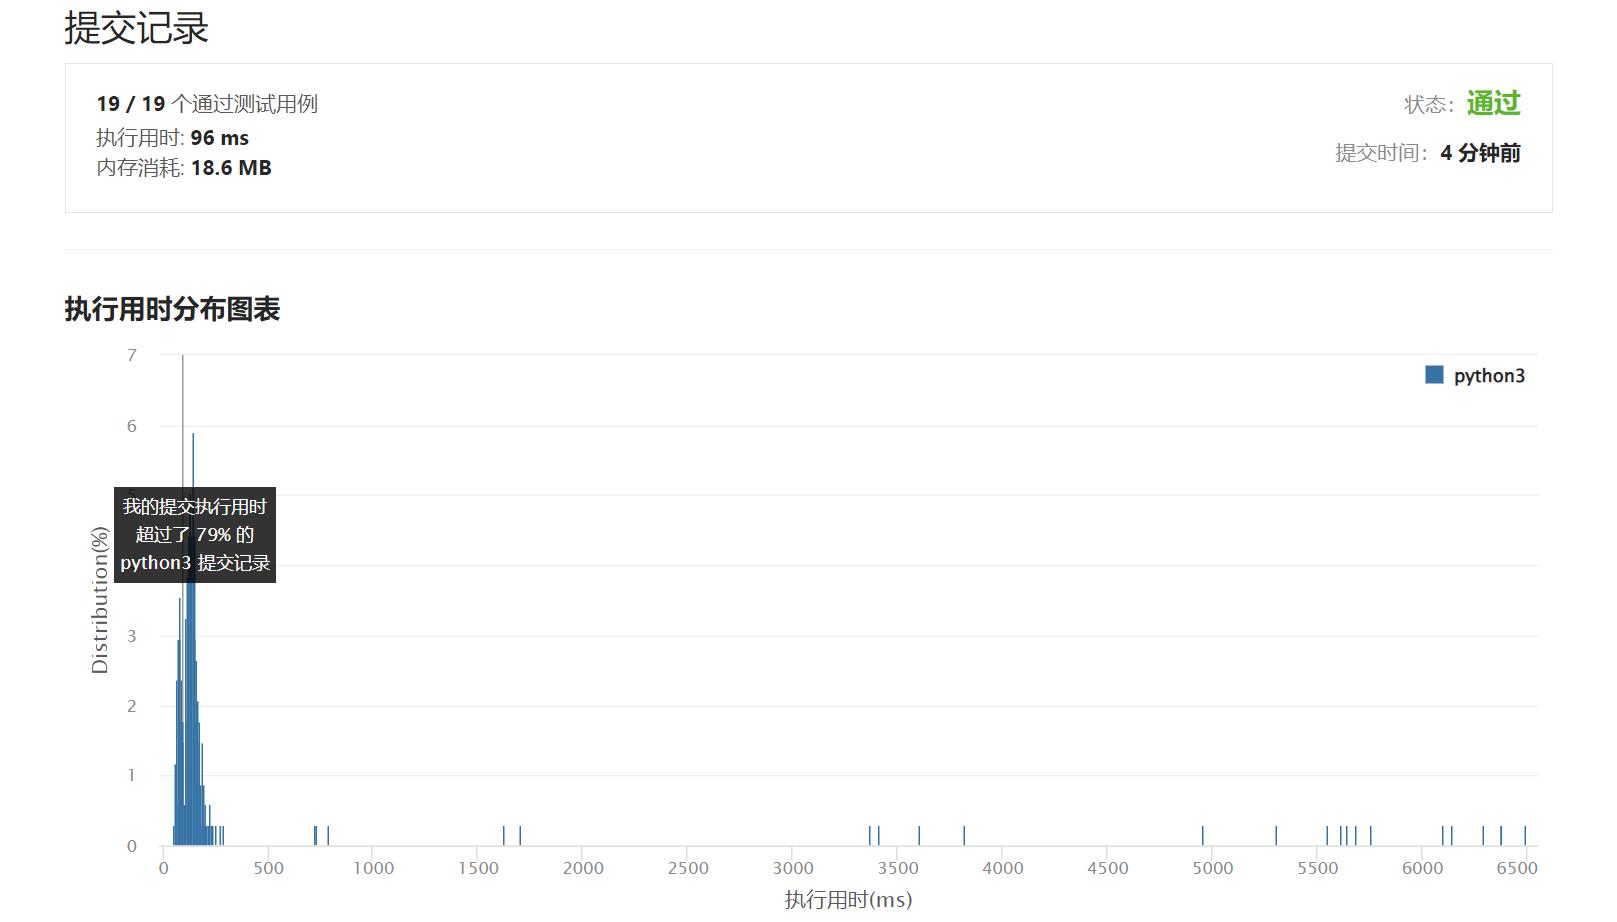 提交记录
19 / 19 个通过测试用例
状态：通过
执行用时: 96 ms
提交时间：4 分钟前
内存消耗: 18.6 MB
执行用时分布图表
7
python3
6
5
我的提交执行用时
超过了 79% 的
python3 提交记录
Distribution(%)
3
2
1
0
0 500 1000 1500 2000 2500 3000 3500 4000 4500 5000 5500 6000 6500
执行用时(ms)